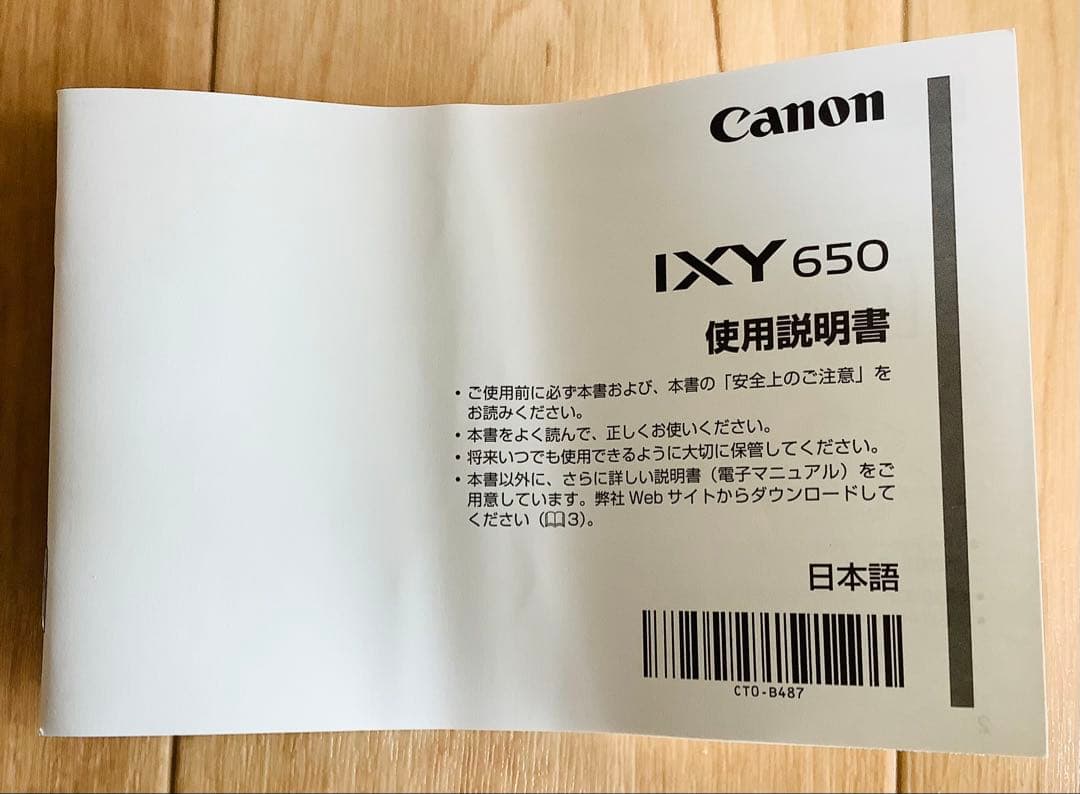 Canon
IXY 650
使用説明書
・ご使用前に必ず本書および、本書の「安全上のご注意」を
お読みください。
・本書をよく読んで、正しくお使いください。
・将来いつでも使用できるように大切に保管してください。
・本書以外に、さらに詳しい説明書（電子マニュアル）をご
用意しています。弊社 Web サイトからダウンロードして
ください（📖3）。
日本語
CT0-B487